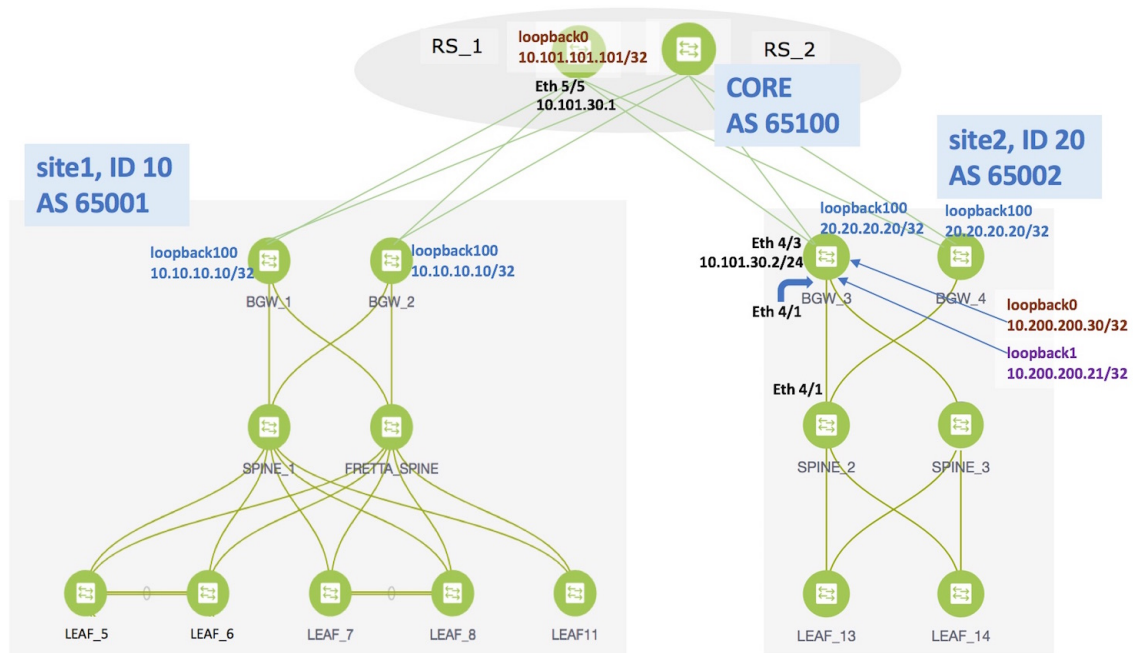 RS_1
loopback0
10.101.101.101/32
RS_2
Eth 5/5
10.101.30.1
CORE
AS 65100
site1, ID 10
AS 65001
site2, ID 20
AS 65002
loopback100
10.10.10.10/32
BGW_1
loopback100
10.10.10.10/32
BGW_2
loopback100
20.20.20.20/32
loopback100
20.20.20.20/32
Eth 4/3
10.101.30.2/24
BGW_3
BGW_4
Eth 4/1
loopback0
10.200.200.30/32
loopback1
10.200.200.21/32
Eth 4/1
SPINE_1
FRETTA_SPINE
SPINE_2
SPINE_3
LEAF_5
LEAF_6
LEAF_7
LEAF_8
LEAF11
LEAF_13
LEAF_14